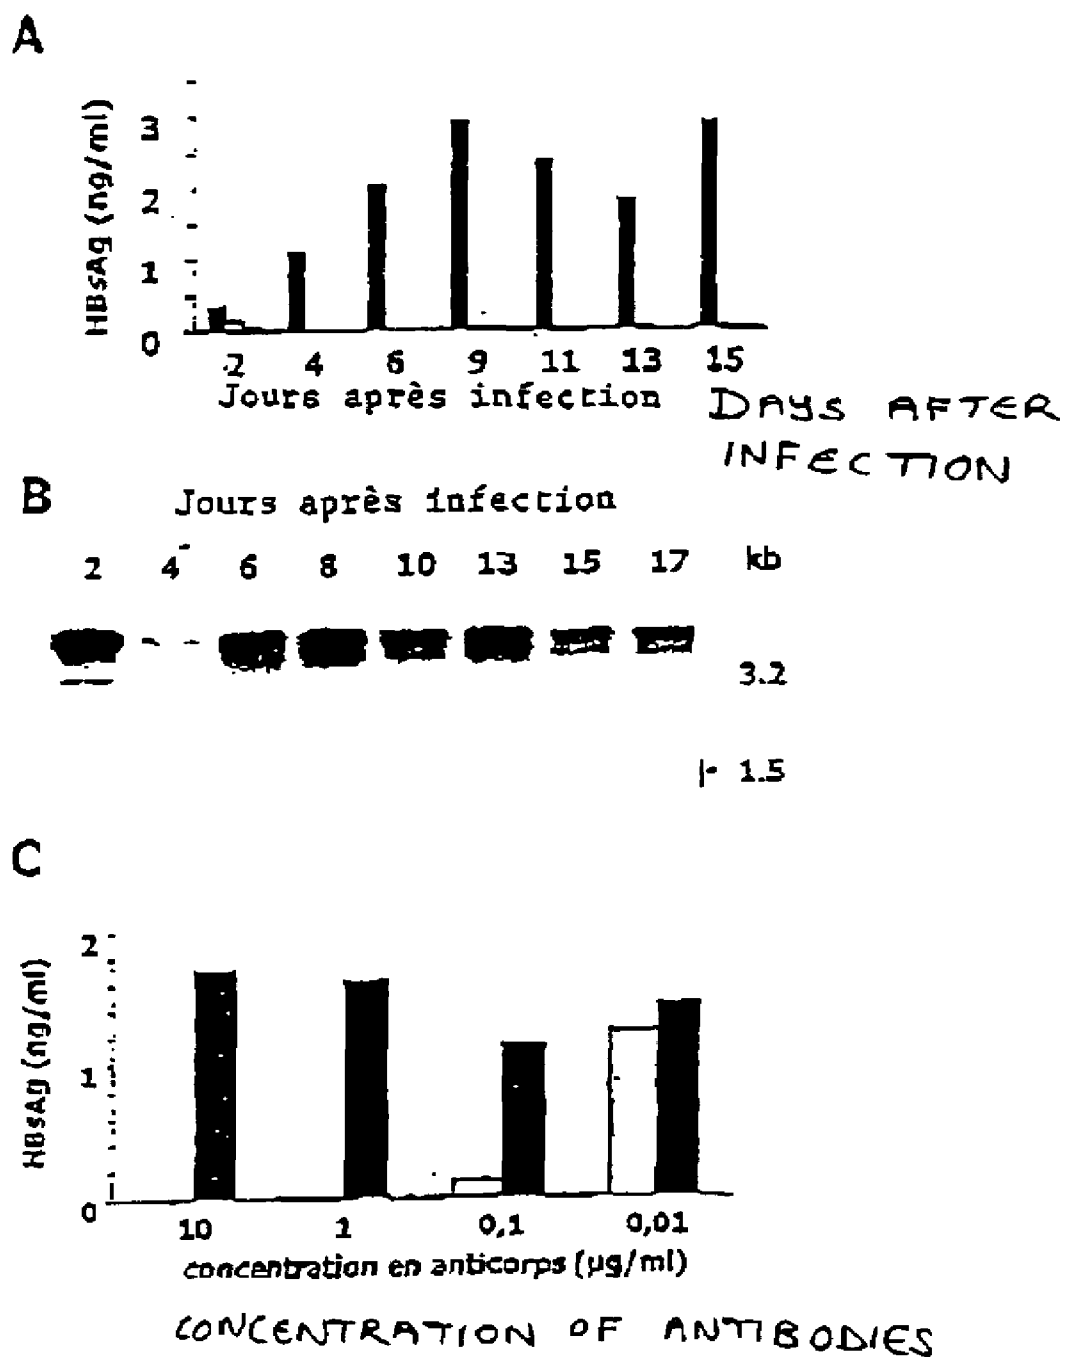 A
HBsAg (ng/ml)
3
2
1
0
2 4 6 9 11 13 15
Jours après infection
DAYS AFTER
INFECTION
B
Jours après infection
2 4 6 8 10 13 15 17 kb
3.2
1.5
C
HBsAg (ng/ml)
2
1
0
10 1 0,1 0,01
concentration en anticorps (µg/ml)
CONCENTRATION OF ANTIBODIES